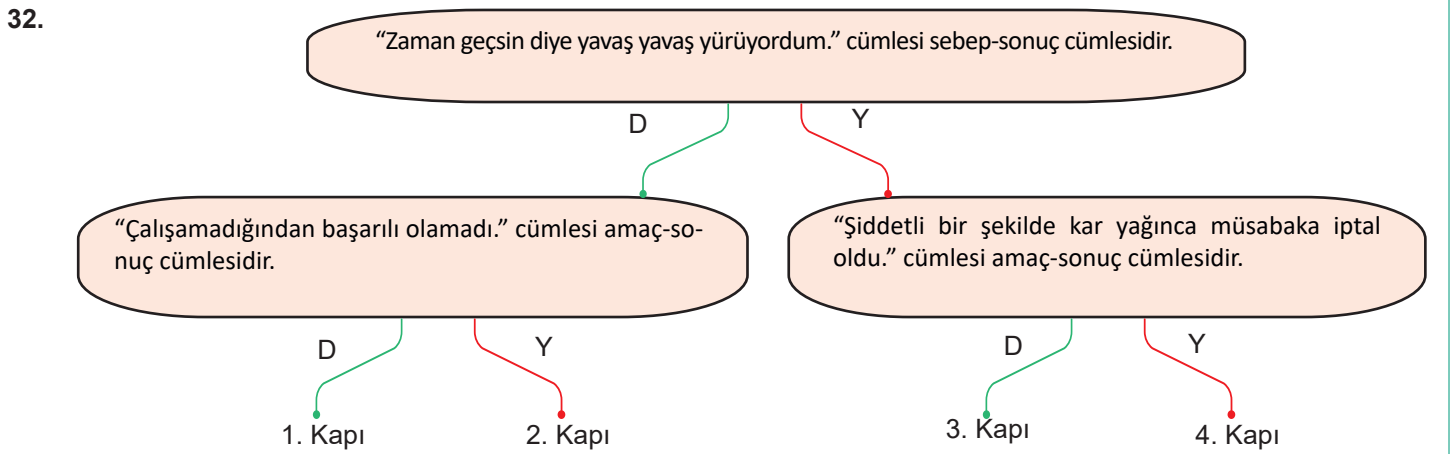 32.
“Zaman geçsin diye yavaş yavaş yürüyordum.” cümlesi sebep-sonuç cümlesidir.
D
Y
“Çalışamadığından başarılı olamadı.” cümlesi amaç-so-
nuç cümlesidir.
“Şiddetli bir şekilde kar yağınca müsabaka iptal
oldu.” cümlesi amaç-sonuç cümlesidir.
D
Y
D
Y
1. Kapı
2. Kapı
3. Kapı
4. Kapı